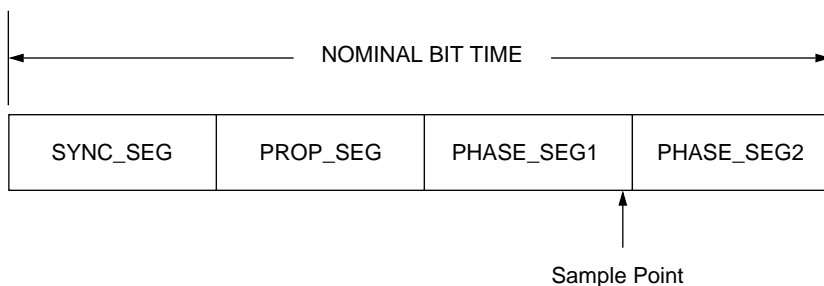 NOMINAL BIT TIME
SYNC_SEG PROP_SEG PHASE_SEG1 PHASE_SEG2
Sample Point